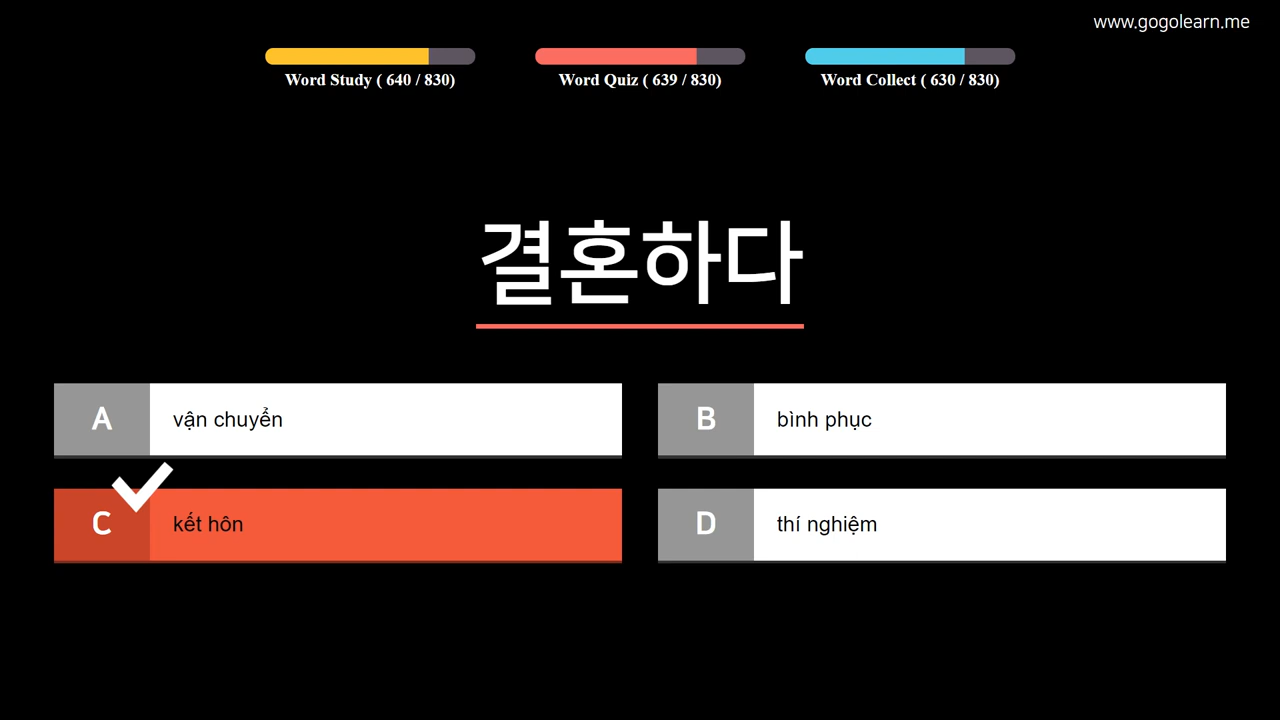 www.gogolearn.me
Word Study ( 640 / 830)
Word Quiz ( 639 / 830)
Word Collect ( 630 / 830)
결혼하다
A vận chuyển
B bình phục
C kết hôn
D thí nghiệm